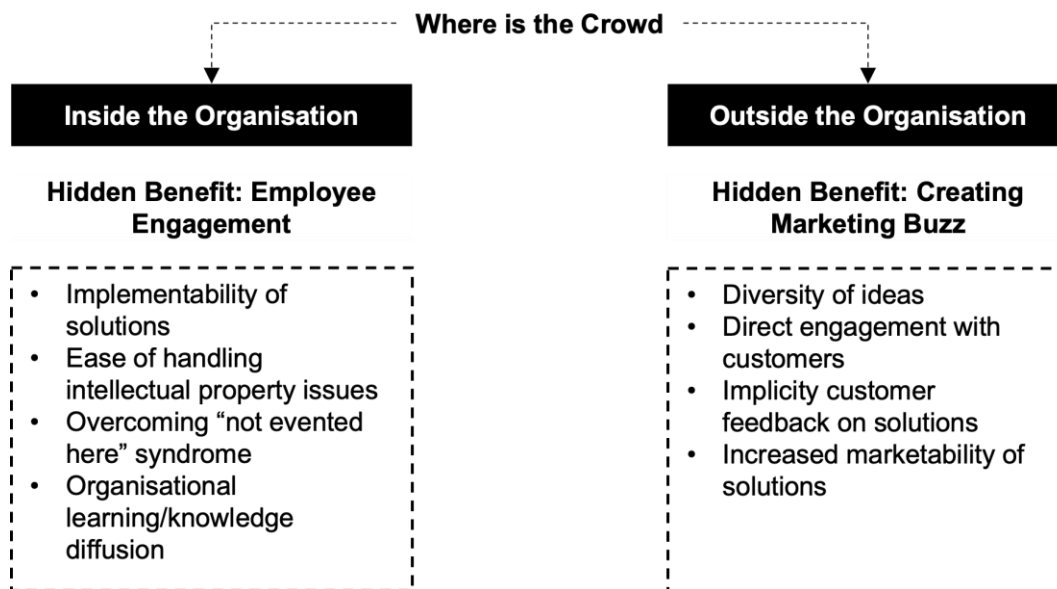 Where is the Crowd
Inside the Organisation
Hidden Benefit: Employee
Engagement
• Implementability of
solutions
• Ease of handling
intellectual property issues
• Overcoming “not evented
here” syndrome
• Organisational
learning/knowledge
diffusion
Outside the Organisation
Hidden Benefit: Creating
Marketing Buzz
• Diversity of ideas
• Direct engagement with
customers
• Implicity customer
feedback on solutions
• Increased marketability of
solutions